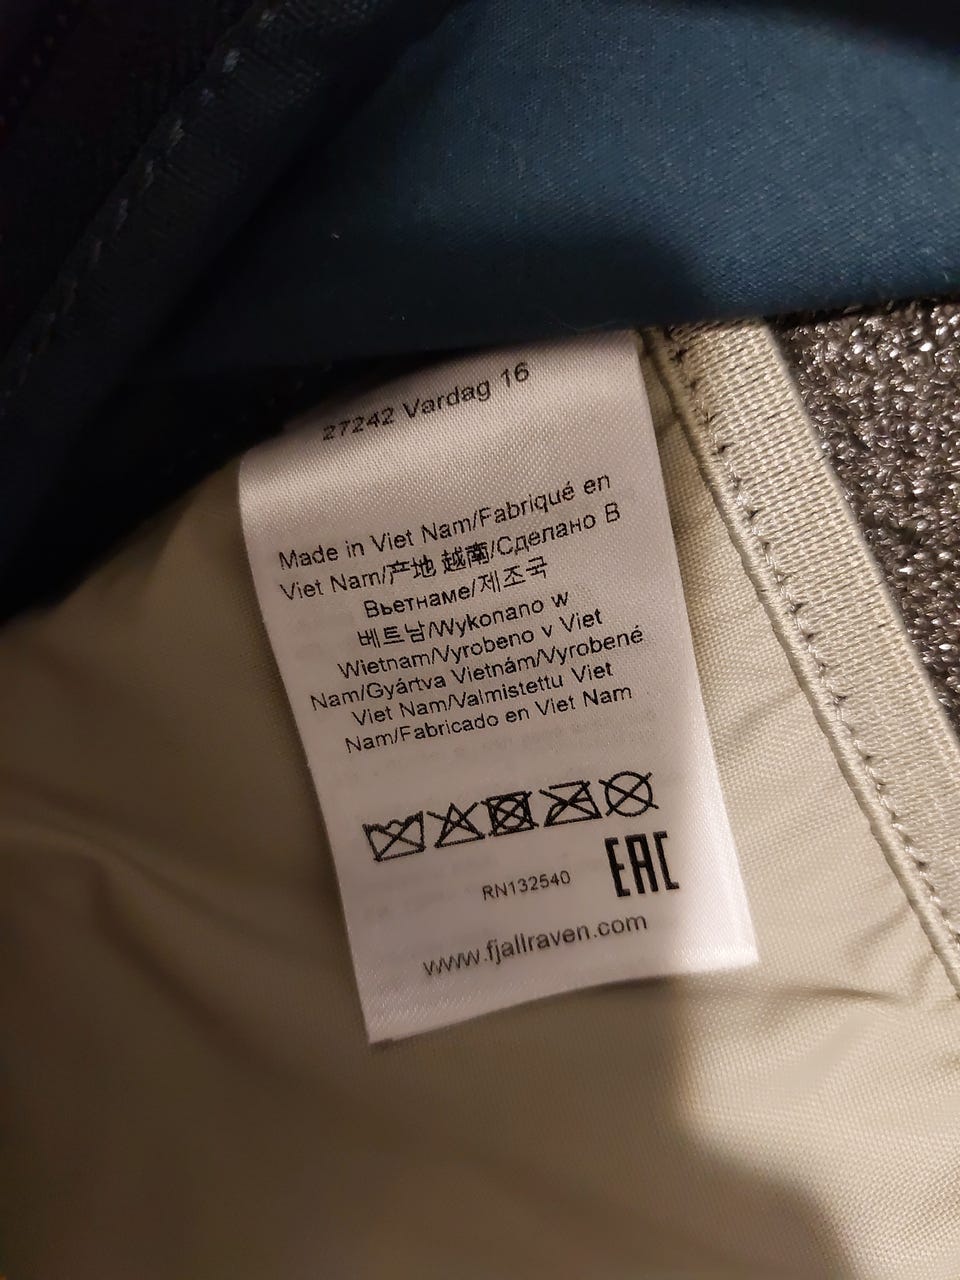 27242 Vardag 16
Made in Viet Nam/Fabriqué en
Viet Nam/产地 越南/Сделано В
Вьетнаме/제조국
베트남/Wykonano w
Wietnam/Vyrobeno v Viet
Nam/Gyártva Vietnám/Vyrobené
Viet Nam/Valmistettu Viet
Nam/Fabricado en Viet Nam
RN132540
EAC
www.fjallraven.com